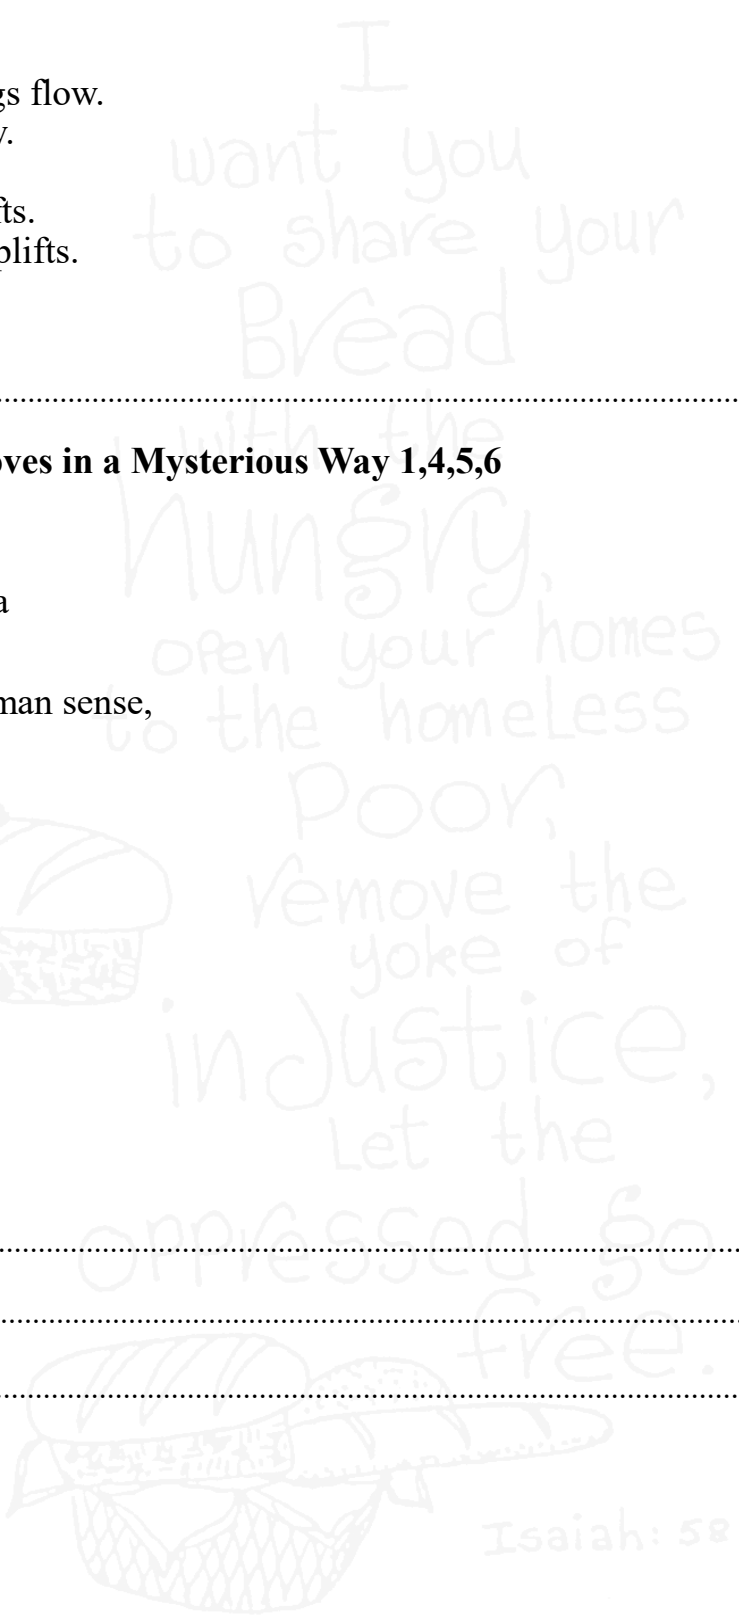 gs flow.
y.
fts.
plifts.
oves in a Mysterious Way 1,4,5,6
a
man sense,
I
want you
to share your
Bread
with the
hungry,
open your homes
to the homeless
Poor,
remove the
yoke of
injustice,
Let the
oppressed go
free.
Isaiah: 58